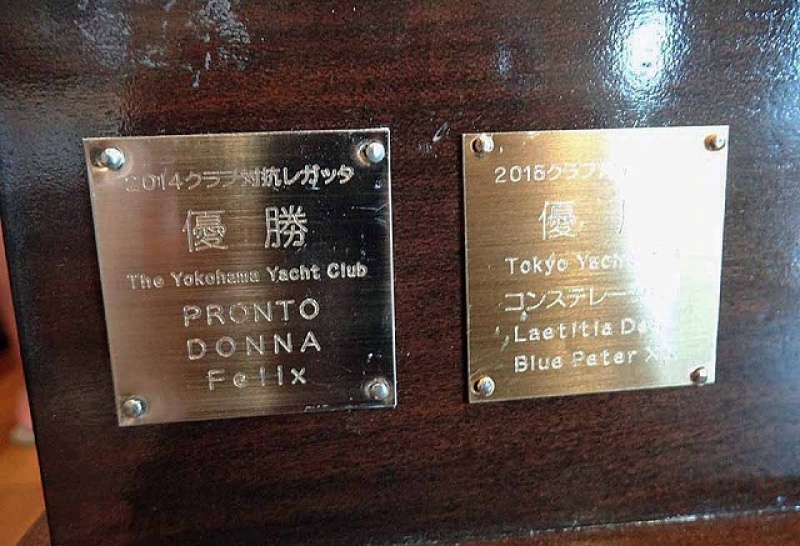 2014クラブ対抗レガッタ
優勝
The Yokohama Yacht Club
PRONTO
DONNA
Felix
2015クラブ
優
Tokyo Yacht
コンステレー
Laetitia
Blue Peter